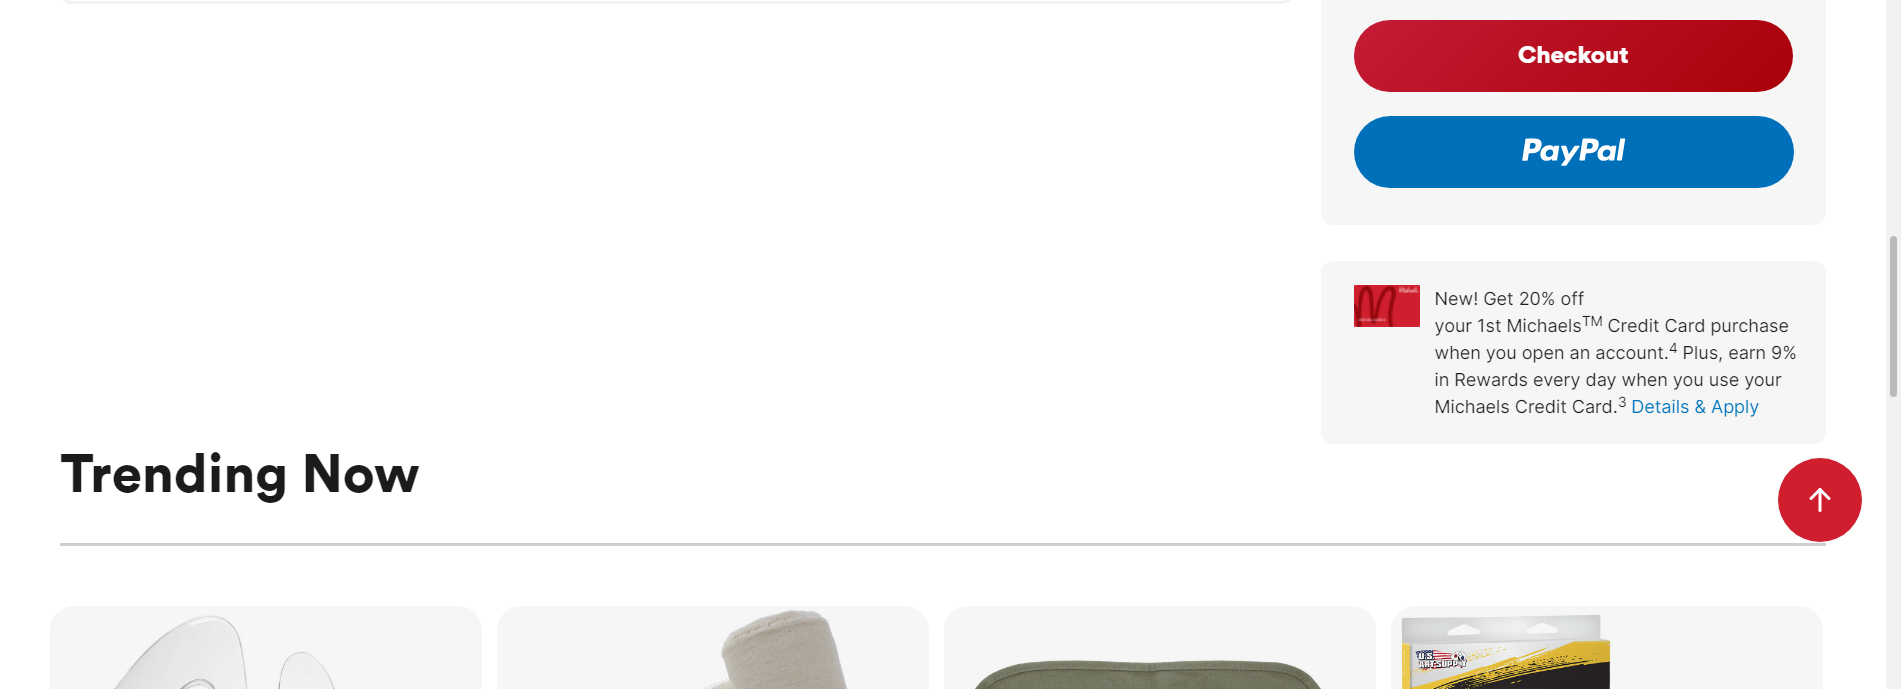 Checkout
PayPal
Michaels
New! Get 20% off
your 1st Michaels™ Credit Card purchase
when you open an account.⁴ Plus, earn 9%
in Rewards every day when you use your
Michaels Credit Card.³ Details & Apply
Trending Now
U.S.
ART SUPPLY